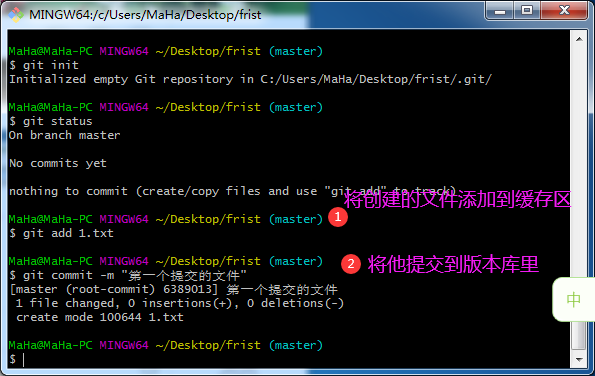 MINGW64:/c/Users/MaHa/Desktop/frist
MaHa@MaHa-PC MINGW64 ~/Desktop/frist (master)
$ git init
Initialized empty Git repository in C:/Users/MaHa/Desktop/frist/.git/
MaHa@MaHa-PC MINGW64 ~/Desktop/frist (master)
$ git status
On branch master
No commits yet
nothing to commit (create/copy files and use "git add" to track)
将创建的文件添加到缓存区
MaHa@MaHa-PC MINGW64 ~/Desktop/frist (master) 1
$ git add 1.txt
MaHa@MaHa-PC MINGW64 ~/Desktop/frist (master)
2 将他提交到版本库里
$ git commit -m "第一个提交的文件"
[master (root-commit) 6389013] 第一个提交的文件
1 file changed, 0 insertions(+), 0 deletions(-)
create mode 100644 1.txt
中
MaHa@MaHa-PC MINGW64 ~/Desktop/frist (master)
$